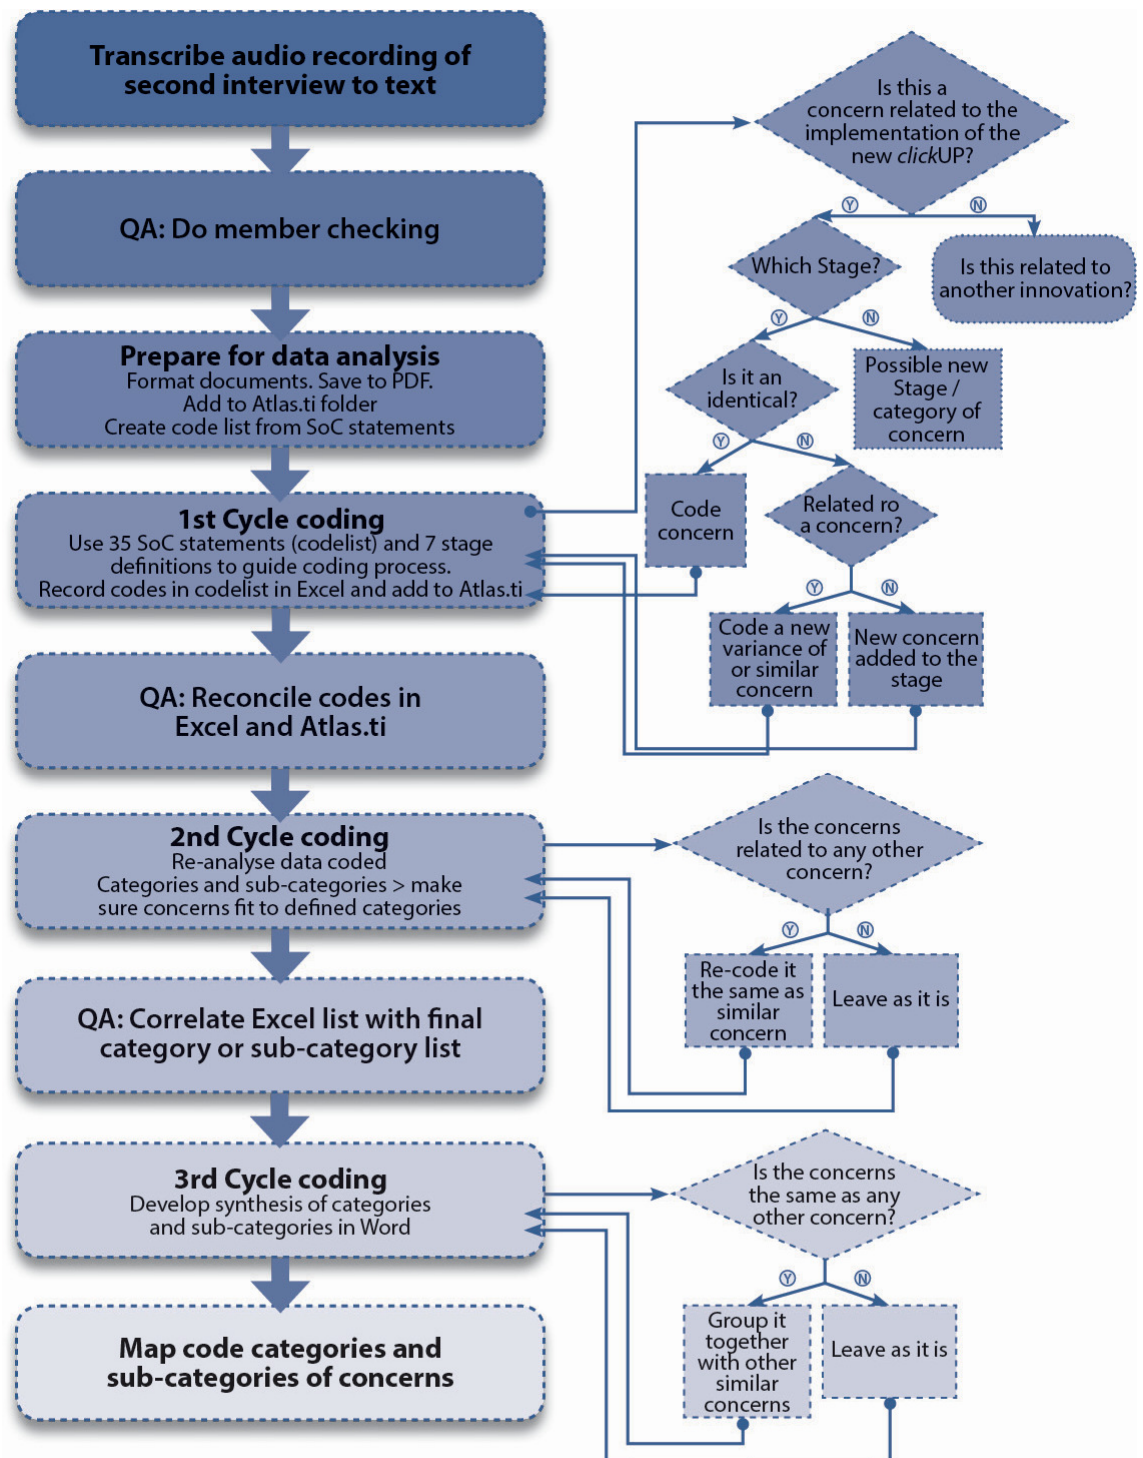 Transcribe audio recording of
second interview to text
QA: Do member checking
Prepare for data analysis
Format documents. Save to PDF.
Add to Atlas.ti folder
Create code list from SoC statements
1st Cycle coding
Use 35 SoC statements (codelist) and 7 stage
definitions to guide coding process.
Record codes in codelist in Excel and add to Atlas.ti
QA: Reconcile codes in
Excel and Atlas.ti
2nd Cycle coding
Re-analyse data coded
Categories and sub-categories > make
sure concerns fit to defined categories
QA: Correlate Excel list with final
category or sub-category list
3rd Cycle coding
Develop synthesis of categories
and sub-categories in Word
Map code categories and
sub-categories of concerns
Is this a
concern related to the
implementation of the
new clickUP?
Y
N
Which Stage?
Is this related to
another innovation?
Y
N
Is it an
identical?
Possible new
Stage /
category of
concern
Y
N
Code
concern
Related ro
a concern?
Y
N
Code a new
variance of
or similar
concern
New concern
added to the
stage
Is the concerns
related to any other
concern?
Y
N
Re-code it
the same as
similar
concern
Leave as it is
Is the concerns
the same as any
other concern?
Y
N
Group it
together
with other
similar
concerns
Leave as it is